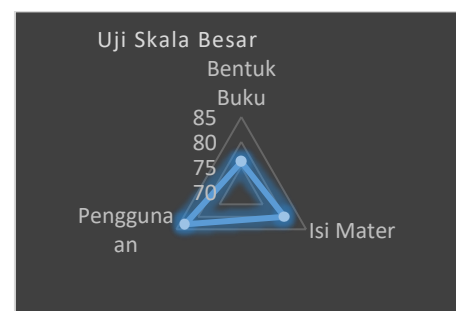 Uji Skala Besar
Bentuk
Buku
85
80
75
70
Pengguna
an
Isi Mater